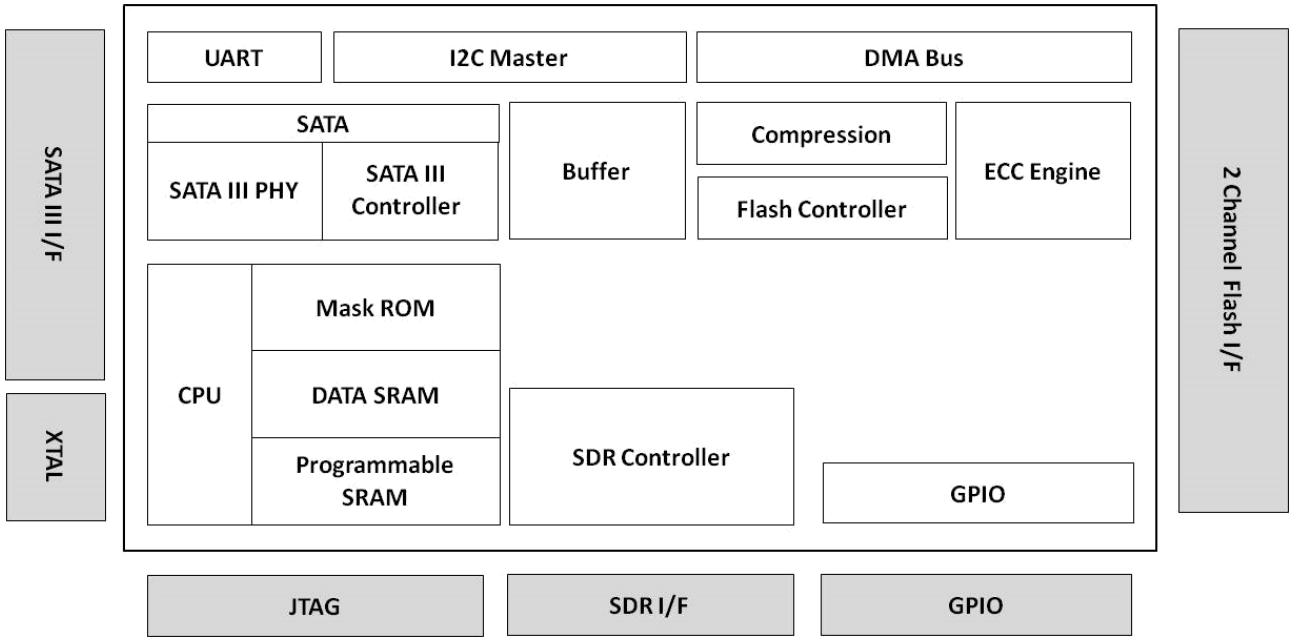 SATA III I/F
XTAL
UART
I2C Master
DMA Bus
SATA
SATA III PHY
SATA III
Controller
Buffer
Compression
Flash Controller
ECC Engine
CPU
Mask ROM
DATA SRAM
Programmable
SRAM
SDR Controller
GPIO
2 Channel Flash I/F
JTAG
SDR I/F
GPIO